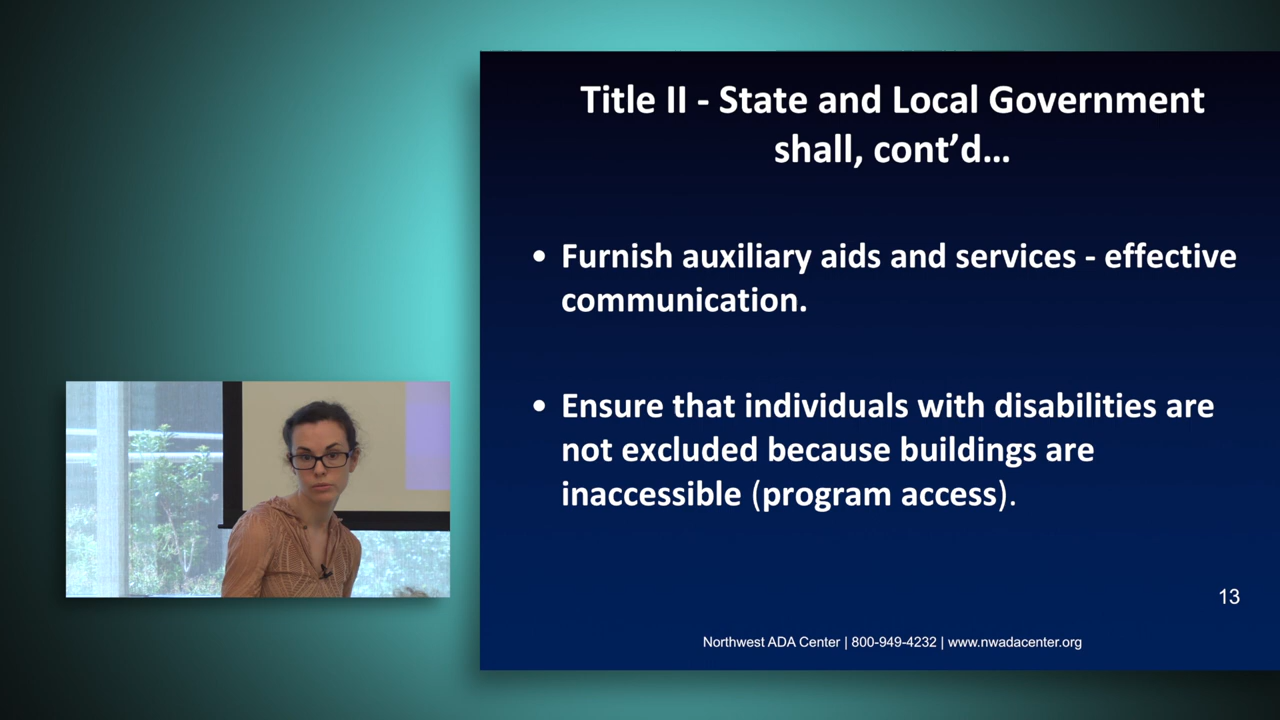 Title II - State and Local Government
shall, cont’d…
• Furnish auxiliary aids and services - effective
communication.
• Ensure that individuals with disabilities are
not excluded because buildings are
inaccessible (program access).
13
Northwest ADA Center | 800-949-4232 | www.nwadacenter.org